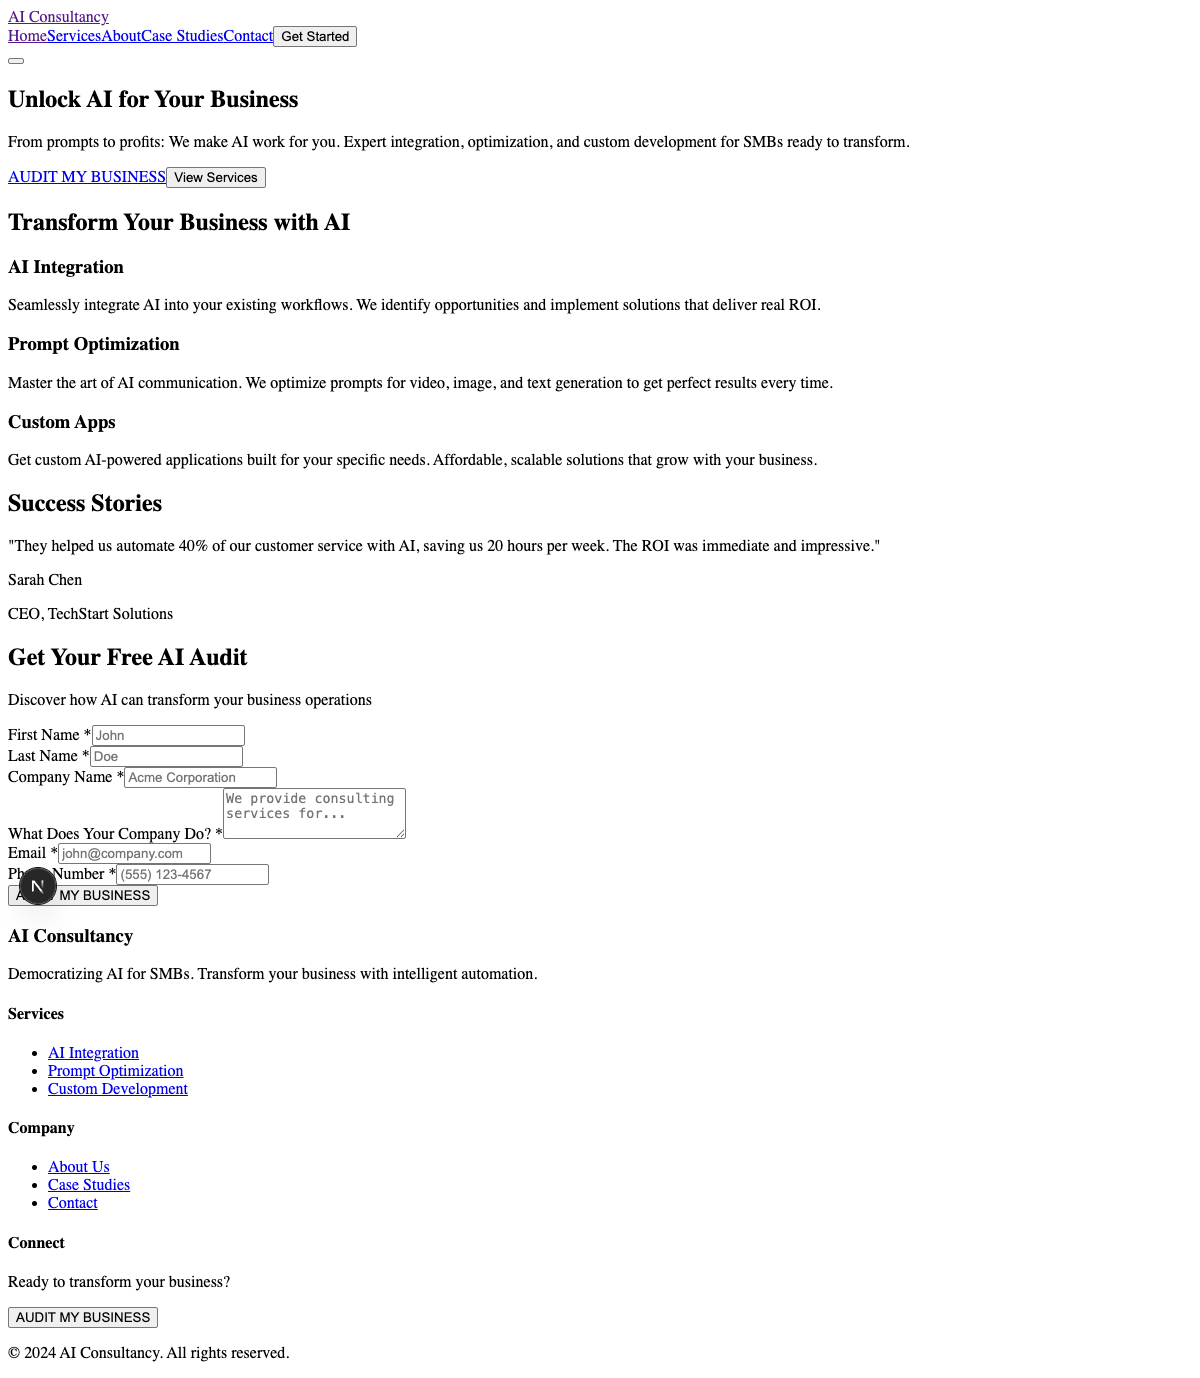 AI Consultancy
HomeServicesAboutCase StudiesContact Get Started
Unlock AI for Your Business
From prompts to profits: We make AI work for you. Expert integration, optimization, and custom development for SMBs ready to transform.
AUDIT MY BUSINESS View Services
Transform Your Business with AI
AI Integration
Seamlessly integrate AI into your existing workflows. We identify opportunities and implement solutions that deliver real ROI.
Prompt Optimization
Master the art of AI communication. We optimize prompts for video, image, and text generation to get perfect results every time.
Custom Apps
Get custom AI-powered applications built for your specific needs. Affordable, scalable solutions that grow with your business.
Success Stories
"They helped us automate 40% of our customer service with AI, saving us 20 hours per week. The ROI was immediate and impressive."
Sarah Chen
CEO, TechStart Solutions
Get Your Free AI Audit
Discover how AI can transform your business operations
First Name * John
Last Name * Doe
Company Name * Acme Corporation
We provide consulting
services for...
What Does Your Company Do? *
Email * john@company.com
Number * (555) 123-4567
N
MY BUSINESS
AI Consultancy
Democratizing AI for SMBs. Transform your business with intelligent automation.
Services
• AI Integration
• Prompt Optimization
• Custom Development
Company
• About Us
• Case Studies
• Contact
Connect
Ready to transform your business?
AUDIT MY BUSINESS
© 2024 AI Consultancy. All rights reserved.